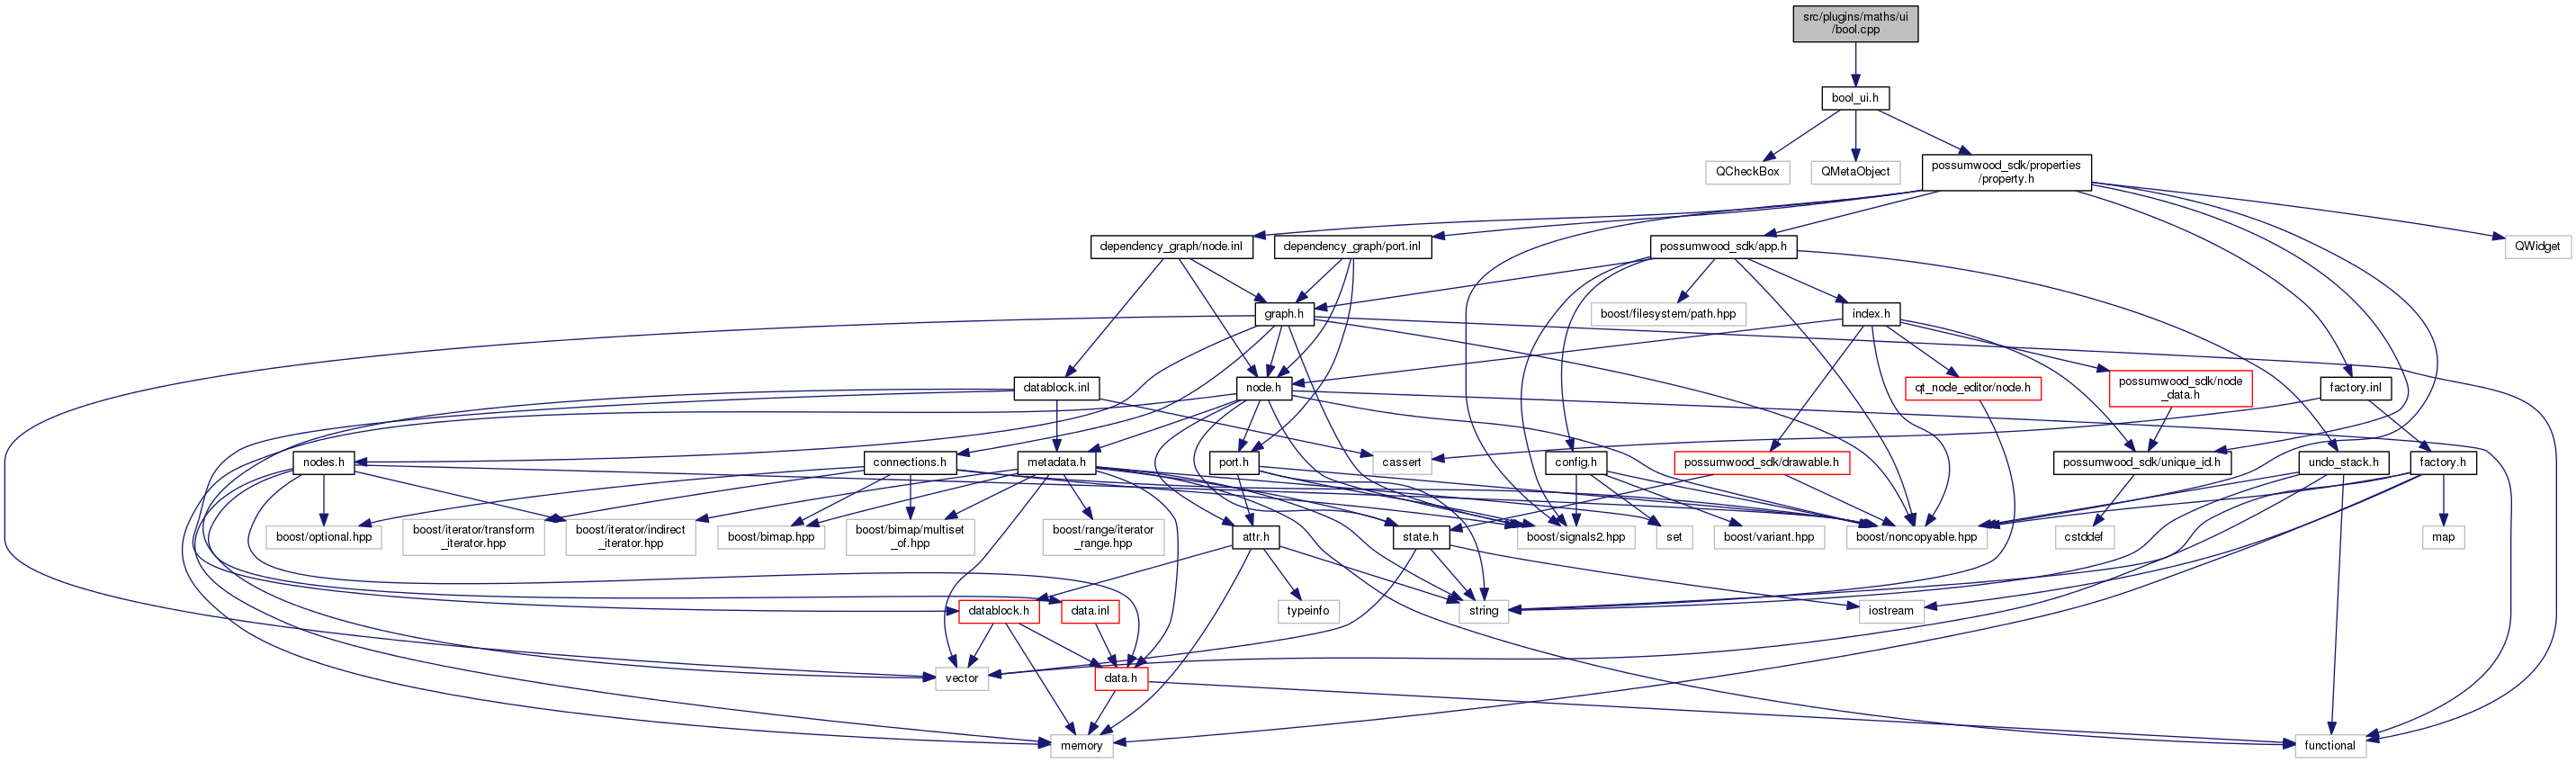 src/plugins/maths/ui
/bool.cpp
bool_ui.h
QCheckBox
QMetaObject
possumwood_sdk/properties
/property.h
dependency_graph/node.inl
dependency_graph/port.inl
possumwood_sdk/app.h
QWidget
graph.h
boost/filesystem/path.hpp
index.h
datablock.inl
node.h
qt_node_editor/node.h
possumwood_sdk/node
_data.h
factory.inl
nodes.h
connections.h
metadata.h
port.h
cassert
config.h
possumwood_sdk/drawable.h
possumwood_sdk/unique_id.h
undo_stack.h
factory.h
boost/optional.hpp
boost/iterator/transform
_iterator.hpp
boost/iterator/indirect
_iterator.hpp
boost/bimap.hpp
boost/bimap/multiset
_of.hpp
boost/range/iterator
_range.hpp
attr.h
state.h
boost/signals2.hpp
set
boost/variant.hpp
boost/noncopyable.hpp
cstddef
map
datablock.h
data.inl
typeinfo
string
iostream
vector
data.h
memory
functional